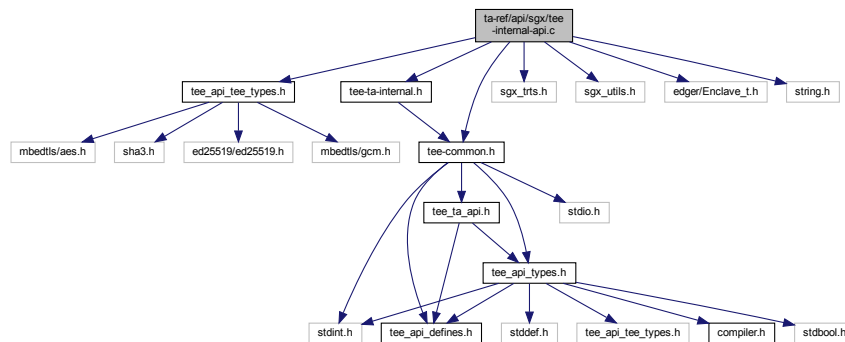 ta-ref/api/sgx/tee
-internal-api.c
tee_api_tee_types.h
tee-ta-internal.h
sgx_trts.h
sgx_utils.h
edger/Enclave_t.h
string.h
mbedtls/aes.h
sha3.h
ed25519/ed25519.h
mbedtls/gcm.h
tee-common.h
tee_ta_api.h
stdio.h
tee_api_types.h
stdint.h
tee_api_defines.h
stddef.h
tee_api_tee_types.h
compiler.h
stdbool.h